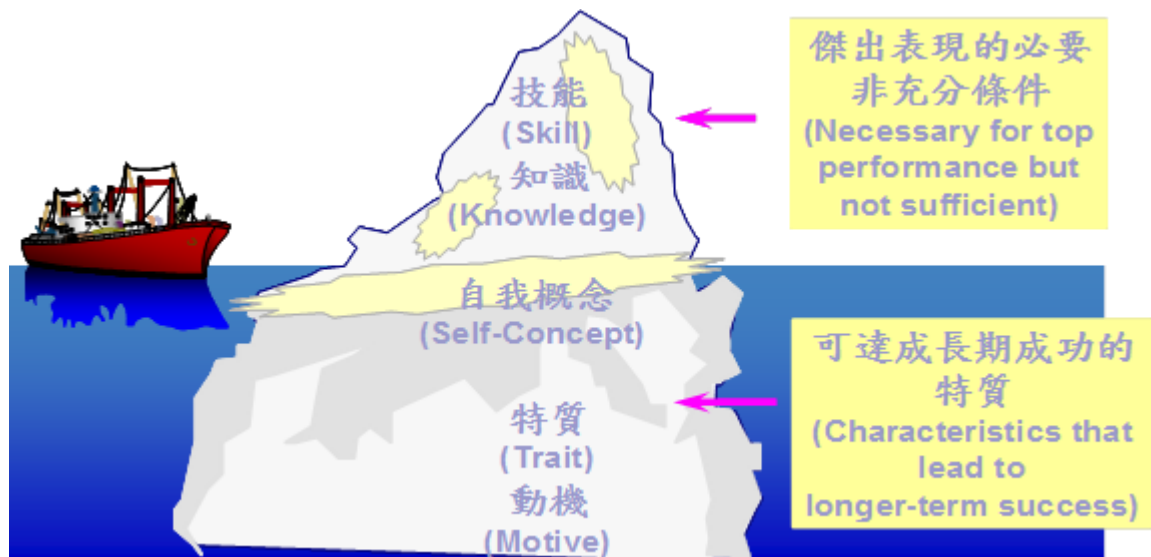 技能
(Skill)
知識
(Knowledge)
自我概念
(Self-Concept)
特質
(Trait)
動機
(Motive)
傑出表現的必要
非充分條件
(Necessary for top
performance but
not sufficient)
可達成長期成功的
特質
(Characteristics that
lead to
longer-term success)